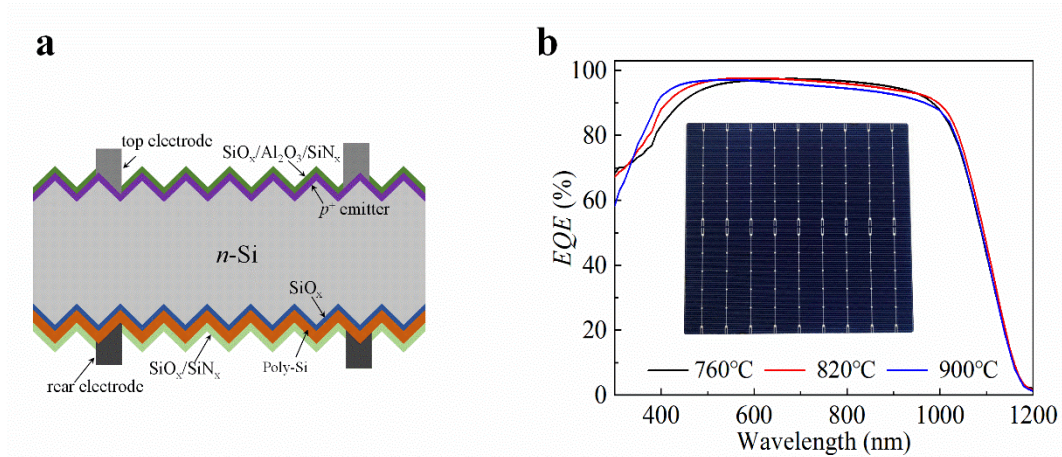 a
top electrode
SiOₓ/Al₂O₃/SiNₓ
p⁺ emitter
n-Si
SiOₓ
Poly-Si
SiOₓ/SiNₓ
rear electrode
b
100
80
60
40
20
0
EQE (%)
760°C 820°C 900°C
400 600 800 1000 1200
Wavelength (nm)